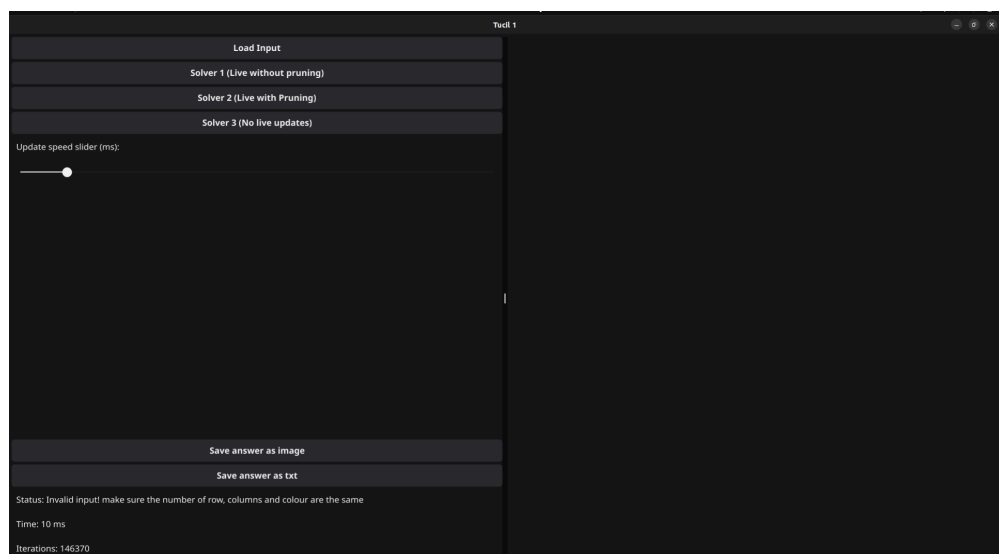 Tucil 1
Load Input
Solver 1 (Live without pruning)
Solver 2 (Live with Pruning)
Solver 3 (No live updates)
Update speed slider (ms):
Save answer as image
Save answer as txt
Status: Invalid input! make sure the number of row, columns and colour are the same
Time: 10 ms
Iterations: 146370